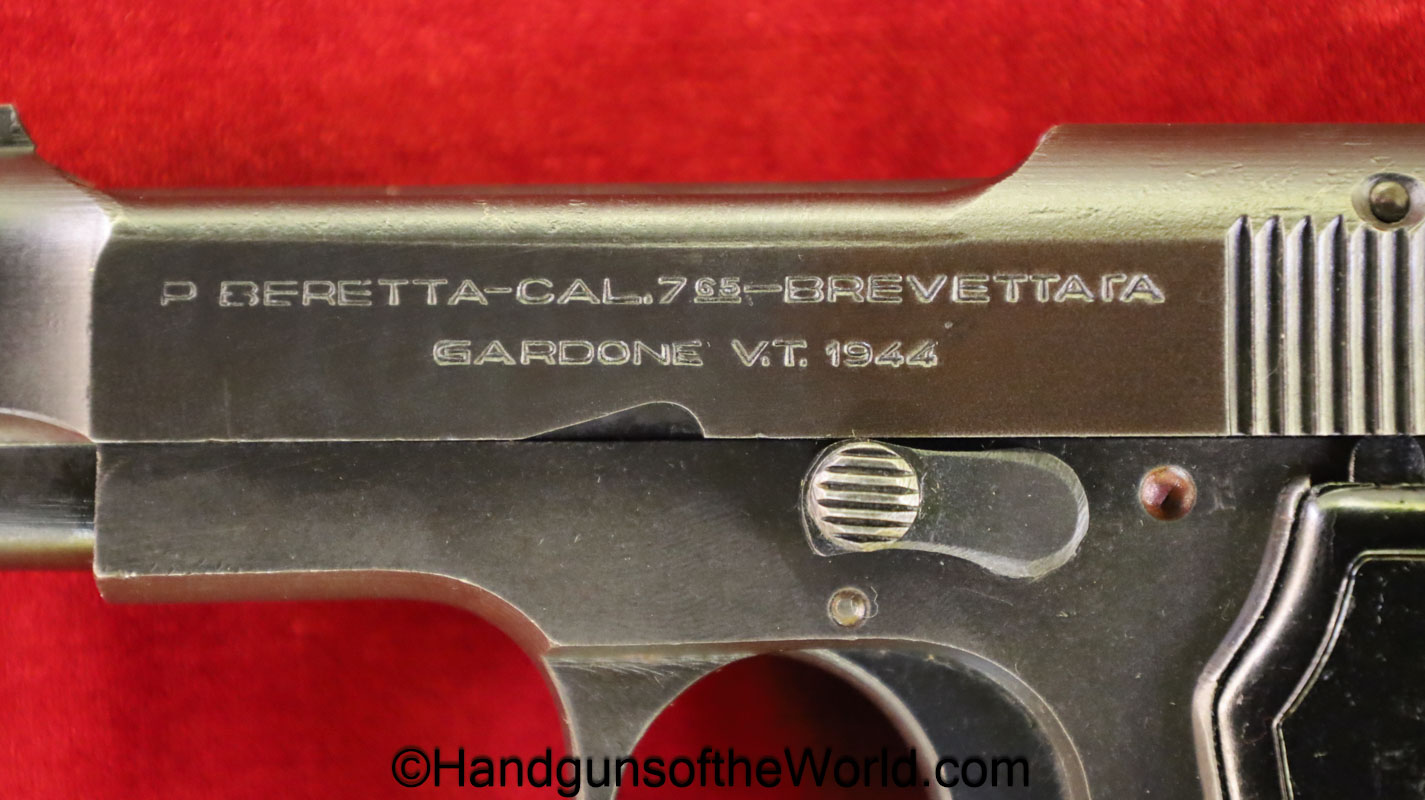 P BERETTA-CAL.7 65-BREVETTATA
GARDONE V.T. 1944
©HandgunsoftheWorld.com